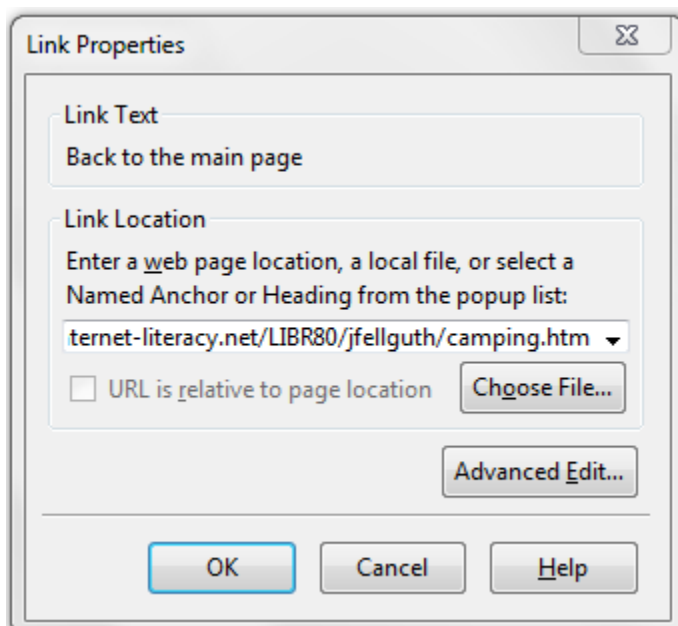 Link Properties
Link Text
Back to the main page
Link Location
Enter a web page location, a local file, or select a
Named Anchor or Heading from the popup list:
ternet-literacy.net/LIBR80/jfellguth/camping.htm
URL is relative to page location
Choose File...
Advanced Edit...
OK
Cancel
Help